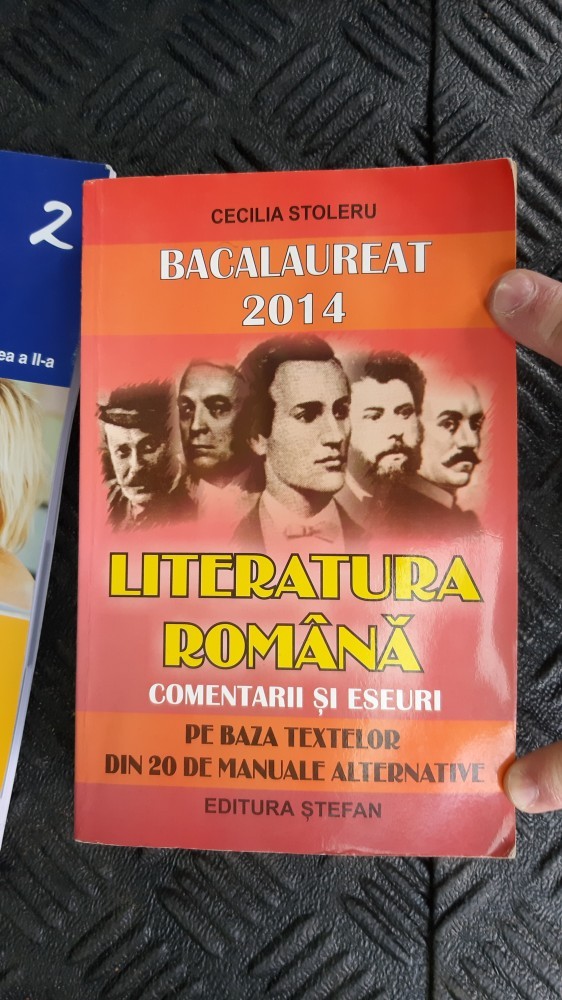 2
ea a II-a
CECILIA STOLERU
BACALAUREAT
2014
LITERATURA
ROMÂNĂ
COMENTARII ȘI ESEURI
PE BAZA TEXTELOR
DIN 20 DE MANUALE ALTERNATIVE
EDITURA ȘTEFAN